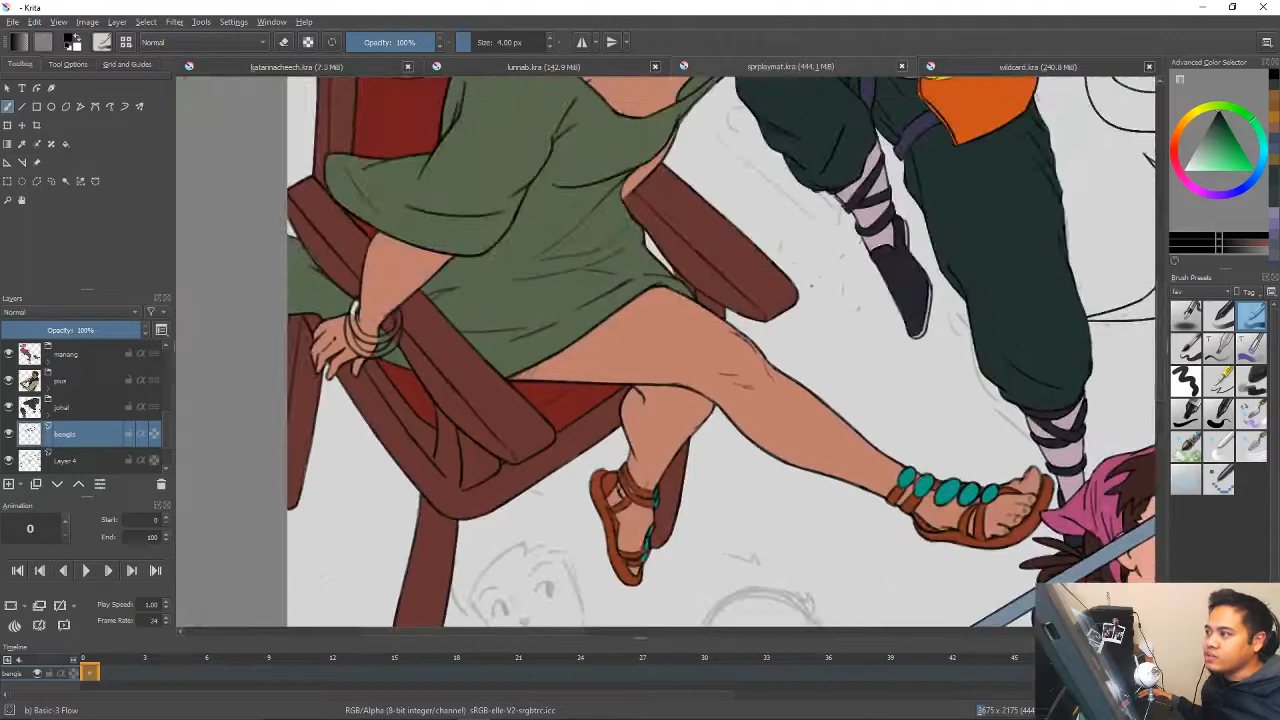 - Krita
File Edit View Image Layer Select Filter Tools Settings Window Help
Normal Opacity: 100% Size: 4.00 px
Toolbox Tool Options Grid and Guides
katarinacheech.kra (7.3 MiB) lunnab.kra (142.9 MiB) sprplaymat.kra (444.1 MiB) wildcard.kra (240.8 MiB)
Advanced Color Selector
Layers
Normal
Opacity: 100%
manang
pius
johal
bengis
Layer 4
Animation
0 Start: 0
End: 100
Play Speed: 1.00
Frame Rate: 24
Timeline
0 3 6 9 12 15 18 21 24 27 30 33 36 39 42 45
bengis
b) Basic-3 Flow RGB/Alpha (8-bit integer/channel) sRGB-elle-V2-srgbtrc.icc
Brush Presets
fav Tag